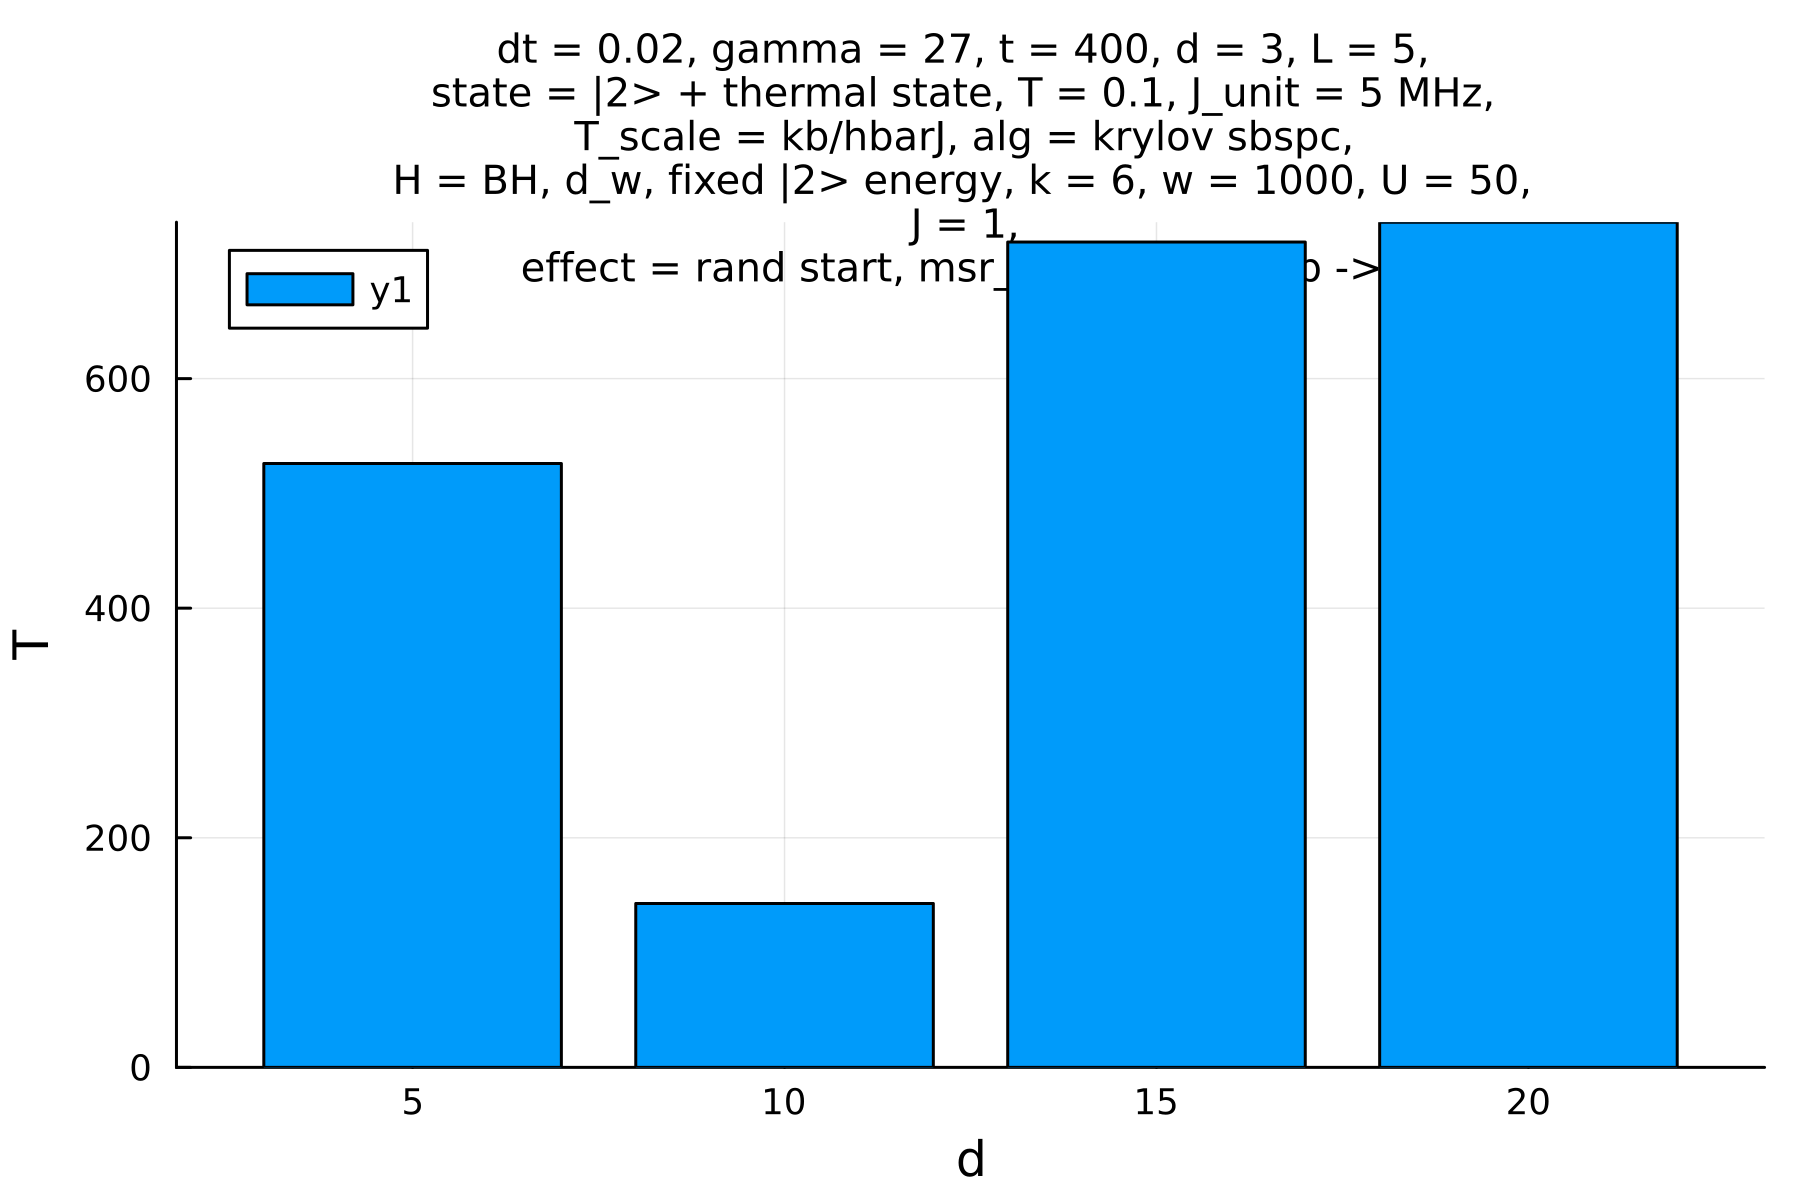 dt = 0.02, gamma = 27, t = 400, d = 3, L = 5,
state = |2> + thermal state, T = 0.1, J_unit = 5 MHz,
T_scale = kb/hbarJ, alg = krylov sbspc,
H = BH, d_w, fixed |2> energy, k = 6, w = 1000, U = 50,
J = 1,
effect = rand start, msr_ ->
y1
600
400
200
0
T
5 10 15 20
d